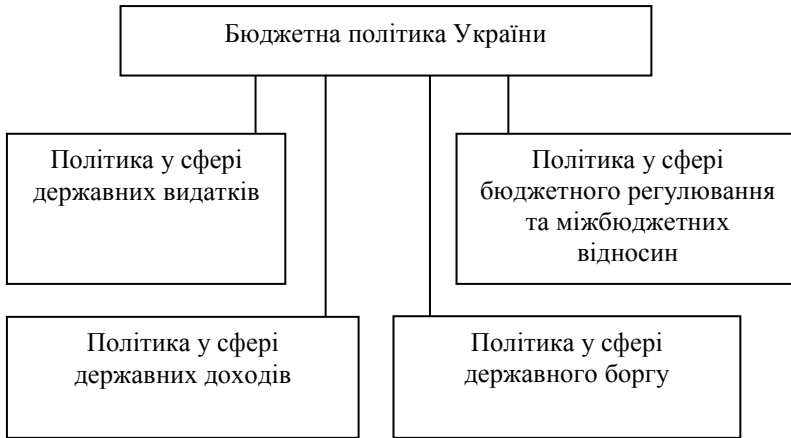 Бюджетна політика України
Політика у сфері
державних видатків
Політика у сфері
бюджетного регулювання
та міжбюджетних
відносин
Політика у сфері
державних доходів
Політика у сфері
державного боргу